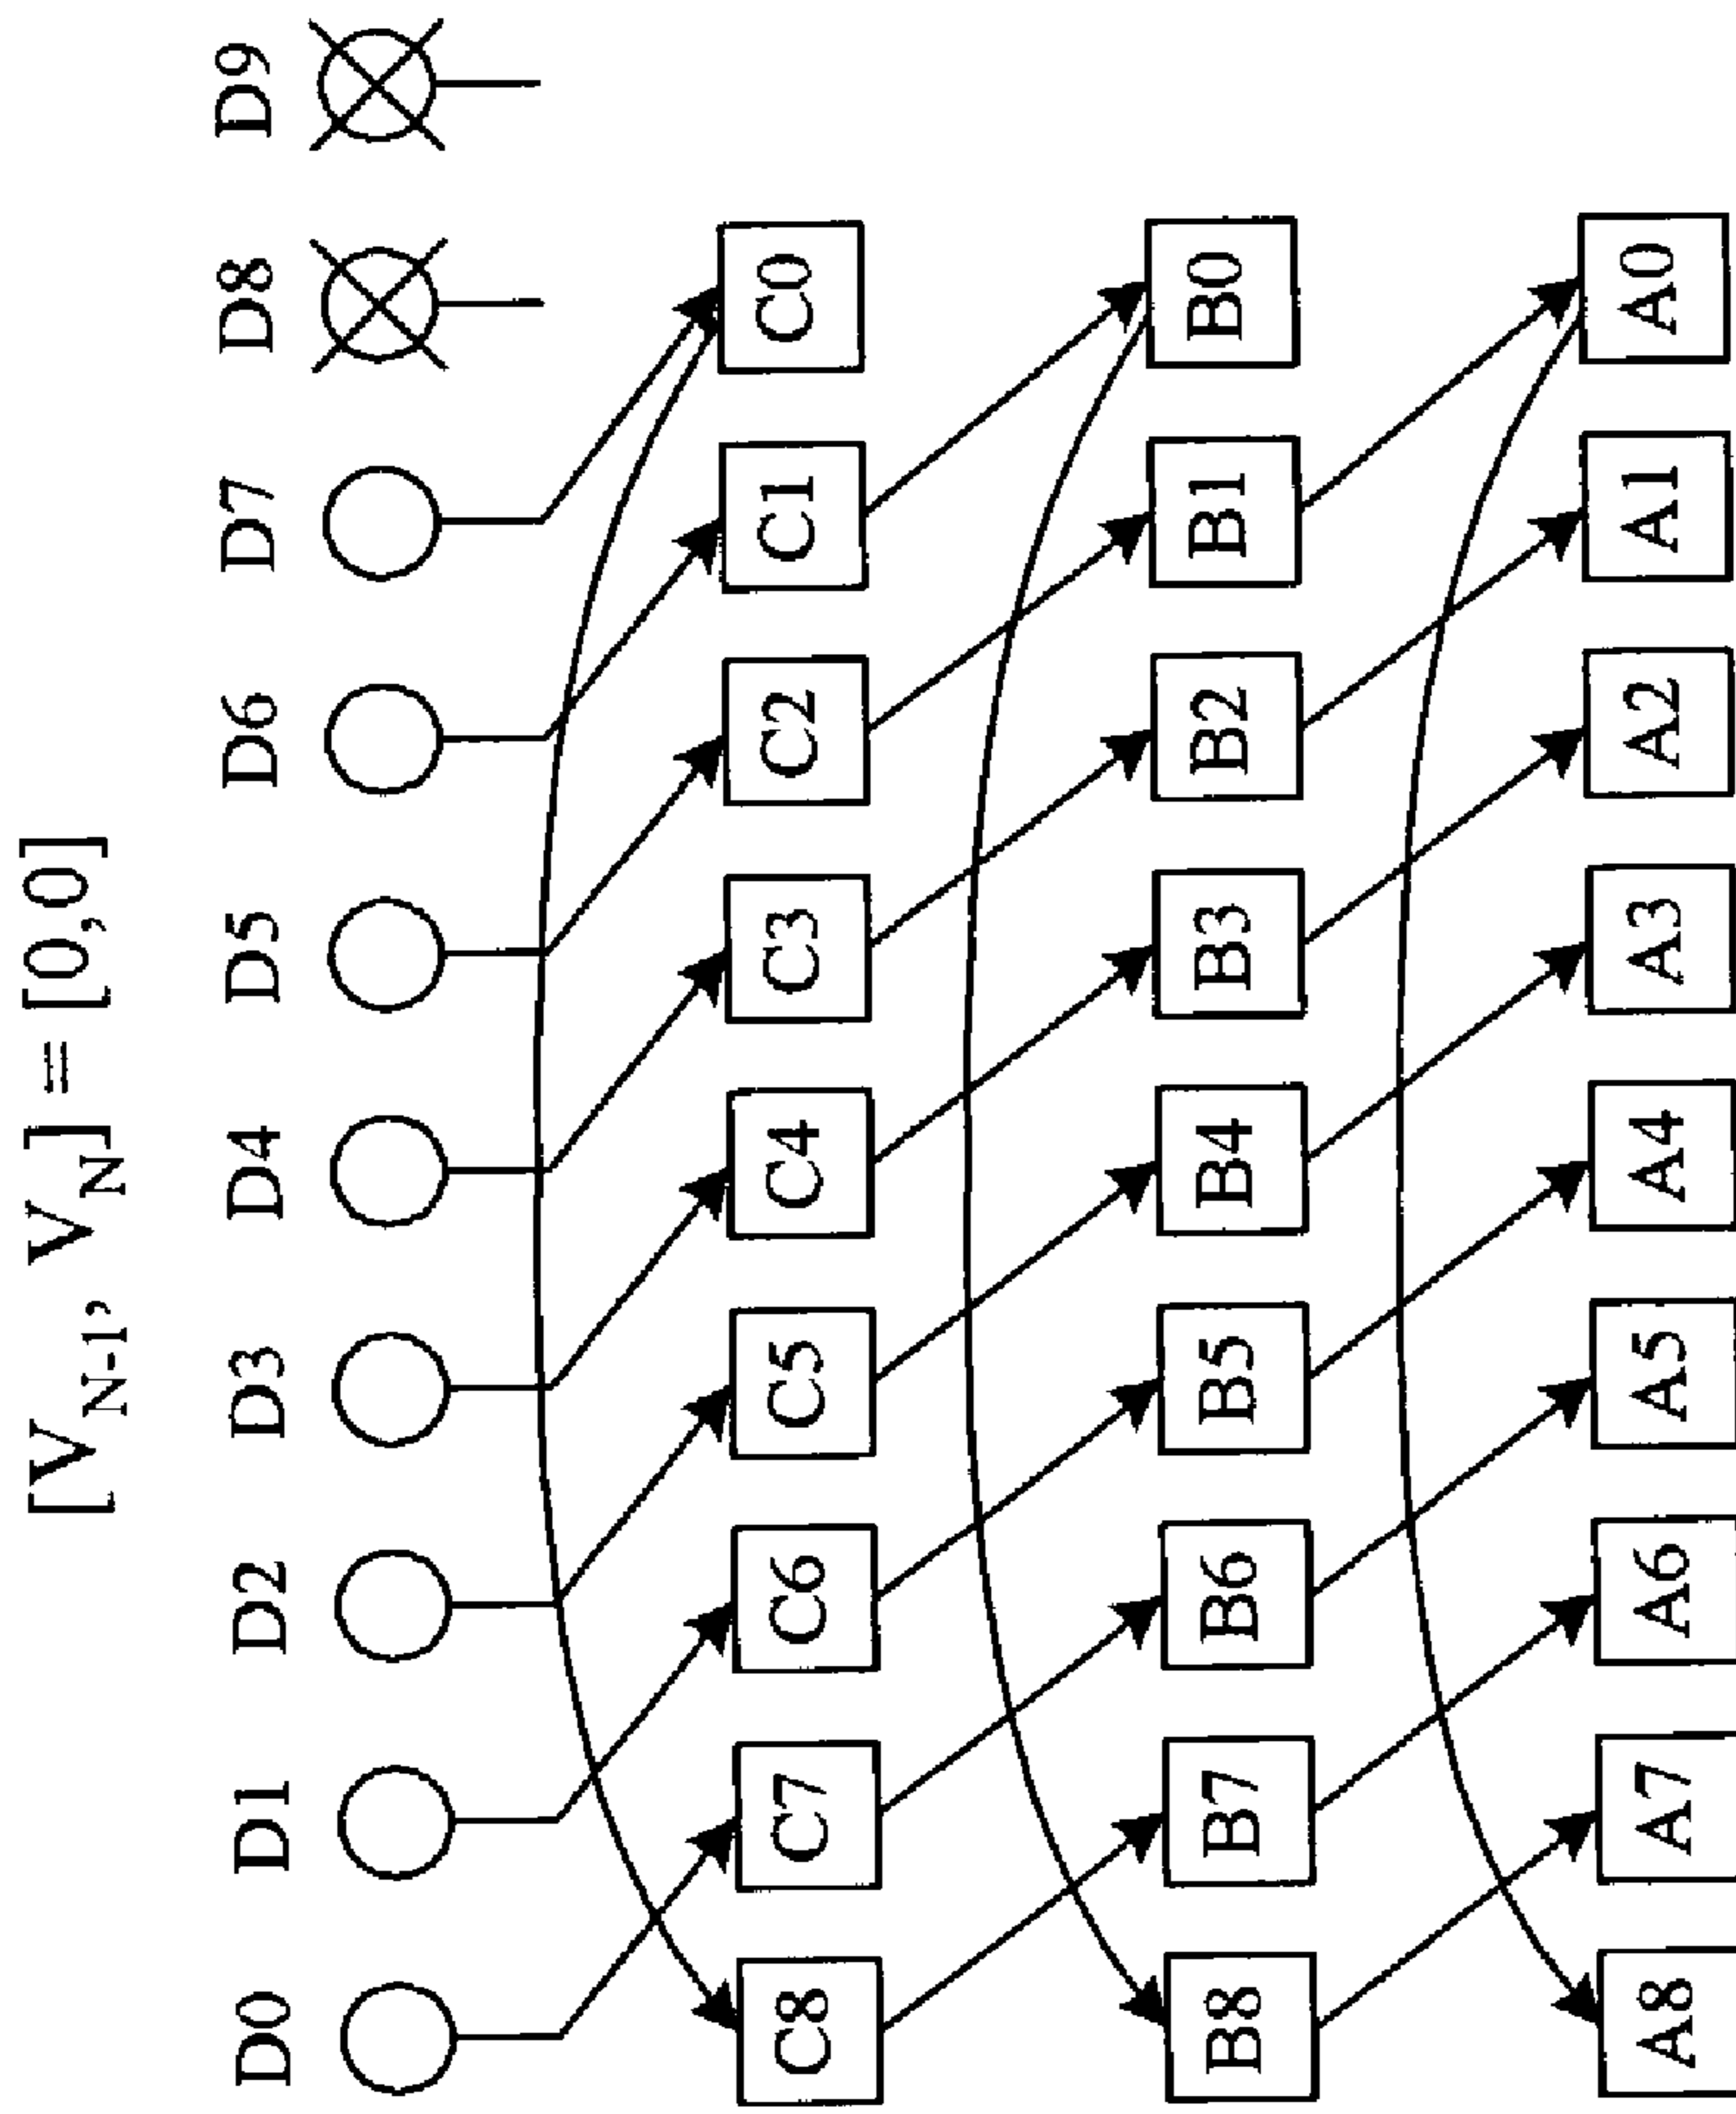 [V_N-1, V_N] = [0,0]
D0 D1 D2 D3 D4 D5 D6 D7 D8 D9
C8 C7 C6 C5 C4 C3 C2 C1 C0
B8 B7 B6 B5 B4 B3 B2 B1 B0
A8 A7 A6 A5 A4 A3 A2 A1 A0